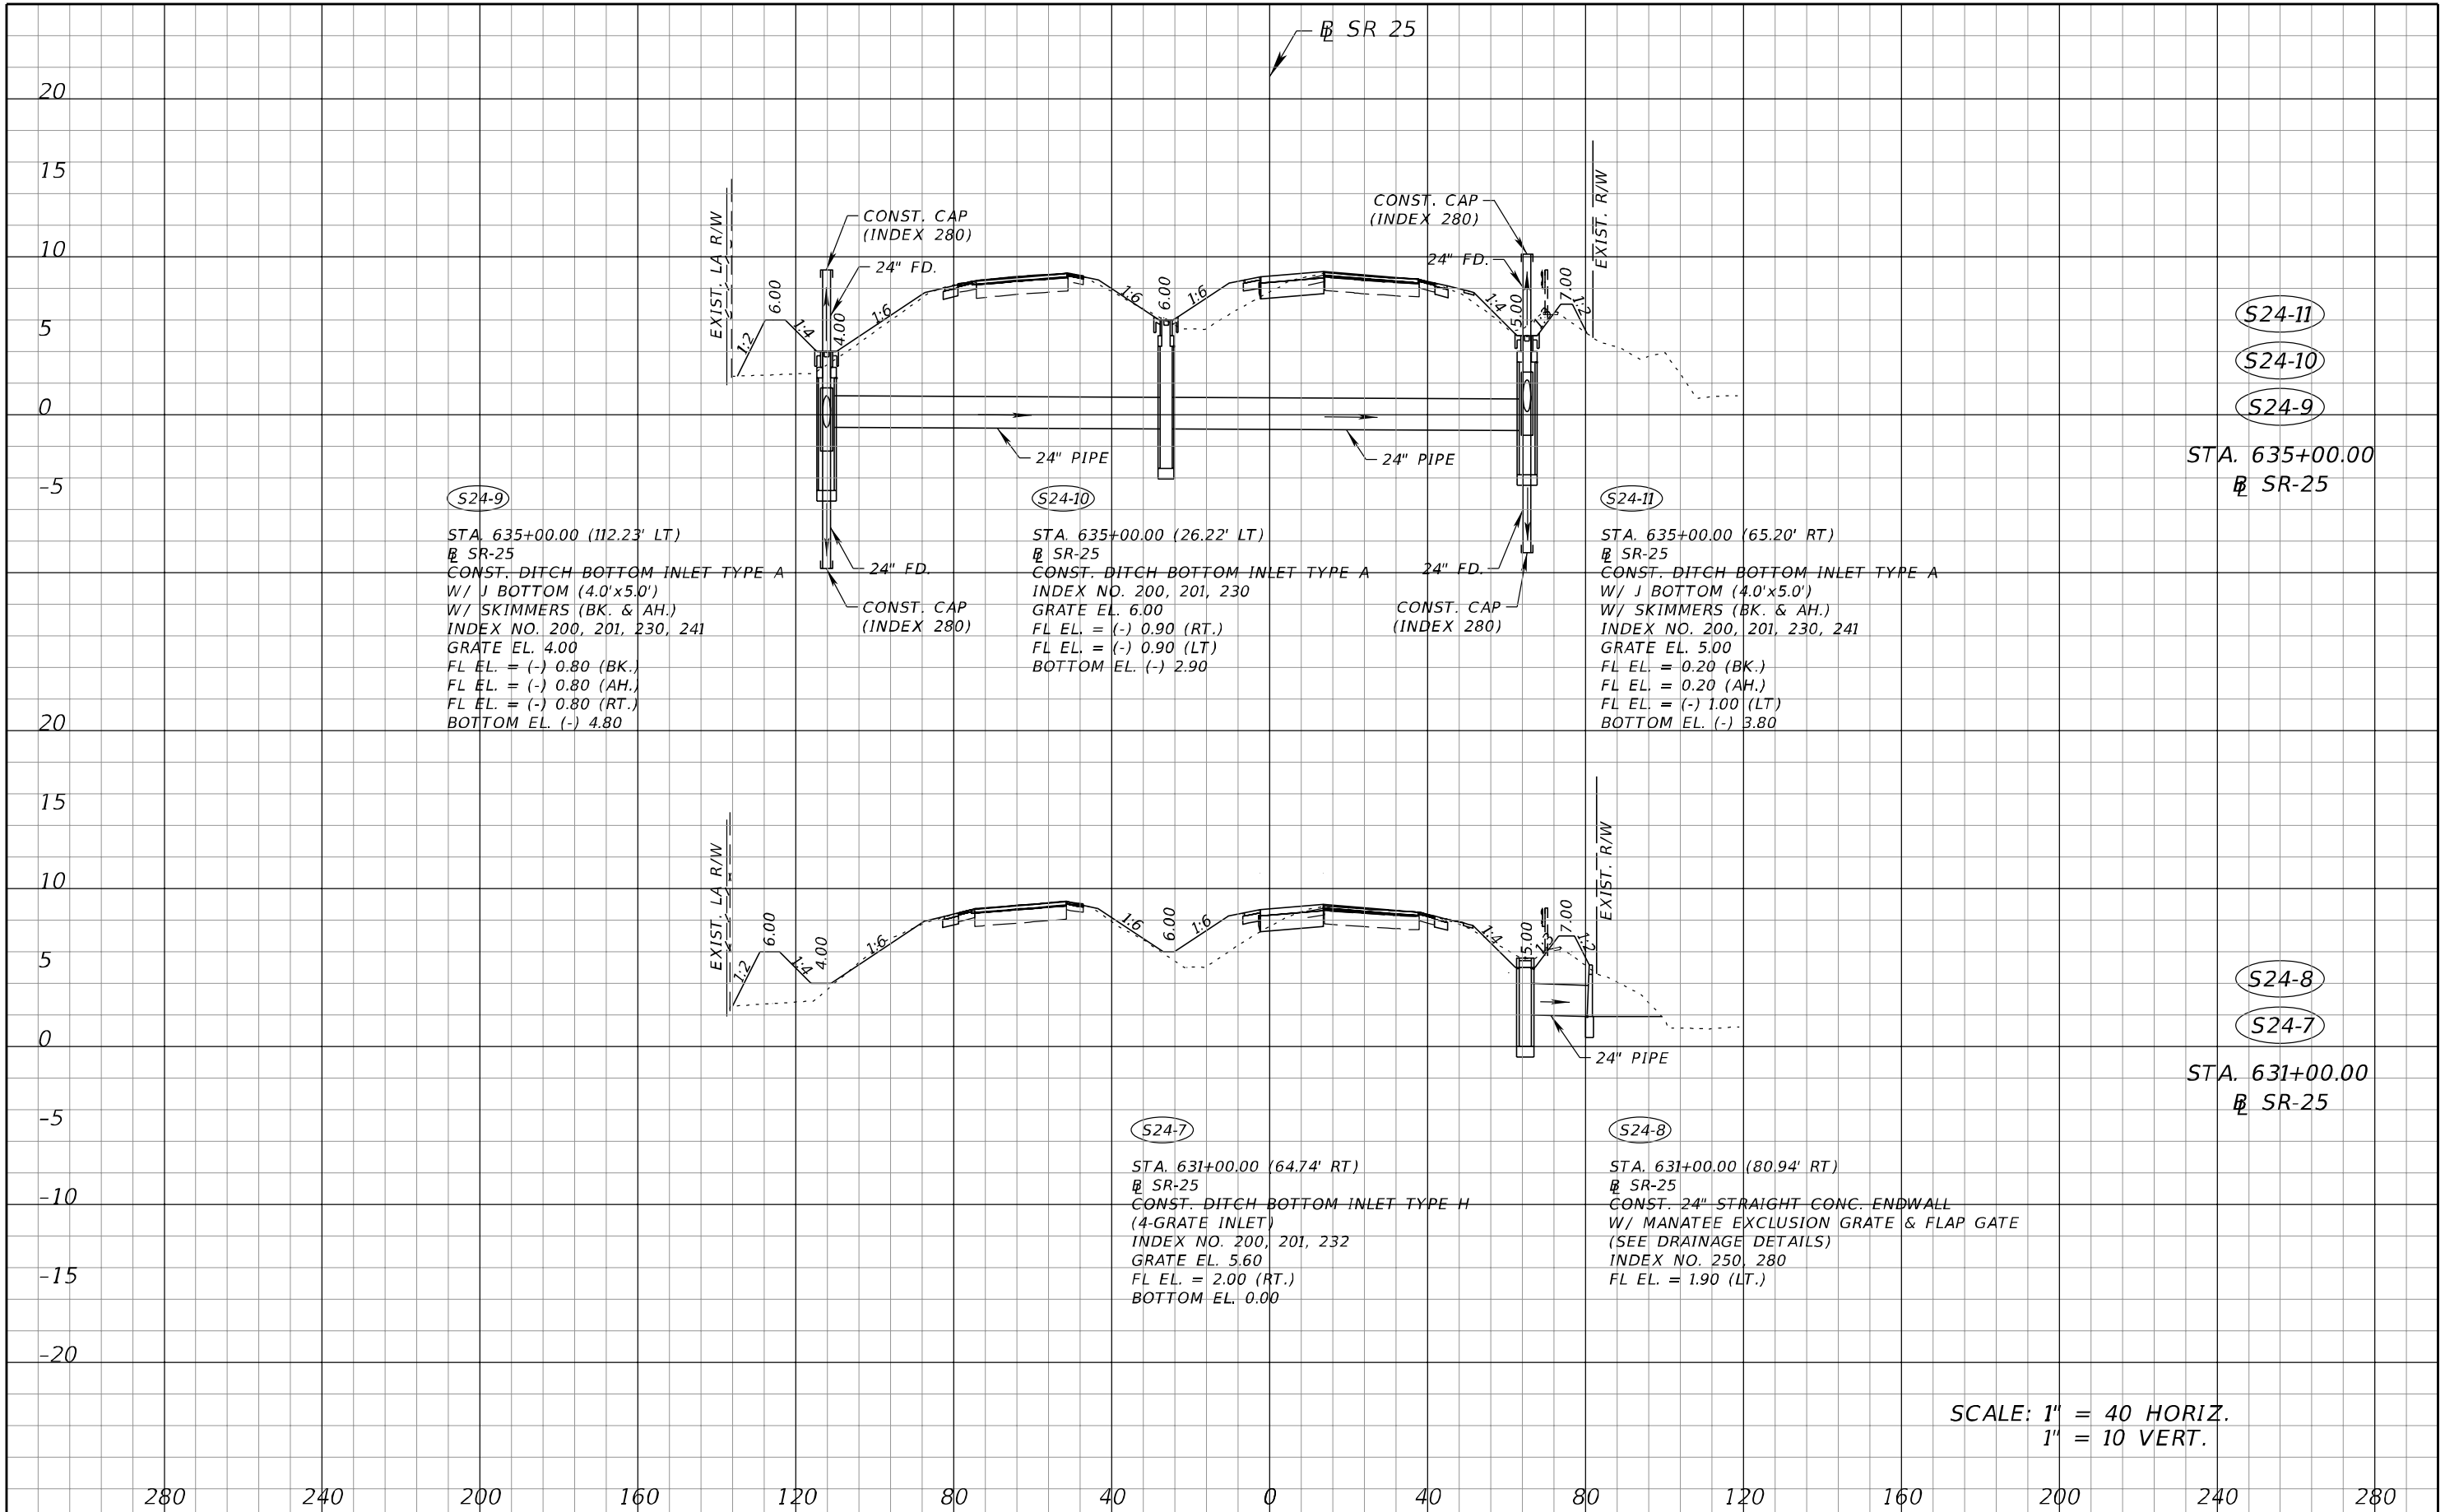 ℄ SR 25
20
15
10
5
0
-5
EXIST. LA R/W
1:2
6.00
1:4
4.00
1:6
CONST. CAP
(INDEX 280)
24" FD.
1:6
6.00
1:6
CONST. CAP
(INDEX 280)
24" FD.
1:4
5.00
7.00
1:2
EXIST. R/W
24" PIPE
24" PIPE
24" FD.
CONST. CAP
(INDEX 280)
24" FD.
CONST. CAP
(INDEX 280)
S24-11
S24-10
S24-9
STA. 635+00.00
℄ SR-25
S24-9
STA. 635+00.00 (112.23' LT)
℄ SR-25
CONST. DITCH BOTTOM INLET TYPE A
W/ J BOTTOM (4.0'x5.0')
W/ SKIMMERS (BK. & AH.)
INDEX NO. 200, 201, 230, 241
GRATE EL. 4.00
FL EL. = (-) 0.80 (BK.)
FL EL. = (-) 0.80 (AH.)
FL EL. = (-) 0.80 (RT.)
BOTTOM EL. (-) 4.80
S24-10
STA. 635+00.00 (26.22' LT)
℄ SR-25
CONST. DITCH BOTTOM INLET TYPE A
INDEX NO. 200, 201, 230
GRATE EL. 6.00
FL EL. = (-) 0.90 (RT.)
FL EL. = (-) 0.90 (LT)
BOTTOM EL. (-) 2.90
S24-11
STA. 635+00.00 (65.20' RT)
℄ SR-25
CONST. DITCH BOTTOM INLET TYPE A
W/ J BOTTOM (4.0'x5.0')
W/ SKIMMERS (BK. & AH.)
INDEX NO. 200, 201, 230, 241
GRATE EL. 5.00
FL EL. = 0.20 (BK.)
FL EL. = 0.20 (AH.)
FL EL. = (-) 1.00 (LT)
BOTTOM EL. (-) 3.80
20
15
10
5
0
-5
-10
-15
-20
EXIST. LA R/W
1:2
6.00
1:4
4.00
1:6
1:6
6.00
1:6
1:4
5.00
1:3
7.00
1:2
EXIST. R/W
24" PIPE
S24-8
S24-7
STA. 631+00.00
℄ SR-25
S24-7
STA. 631+00.00 (64.74' RT)
℄ SR-25
CONST. DITCH BOTTOM INLET TYPE H
(4-GRATE INLET)
INDEX NO. 200, 201, 232
GRATE EL. 5.60
FL EL. = 2.00 (RT.)
BOTTOM EL. 0.00
S24-8
STA. 631+00.00 (80.94' RT)
℄ SR-25
CONST. 24" STRAIGHT CONC. ENDWALL
W/ MANATEE EXCLUSION GRATE & FLAP GATE
(SEE DRAINAGE DETAILS)
INDEX NO. 250, 280
FL EL. = 1.90 (LT.)
SCALE: 1" = 40 HORIZ.
1" = 10 VERT.
280 240 200 160 120 80 40 0 40 80 120 160 200 240 280